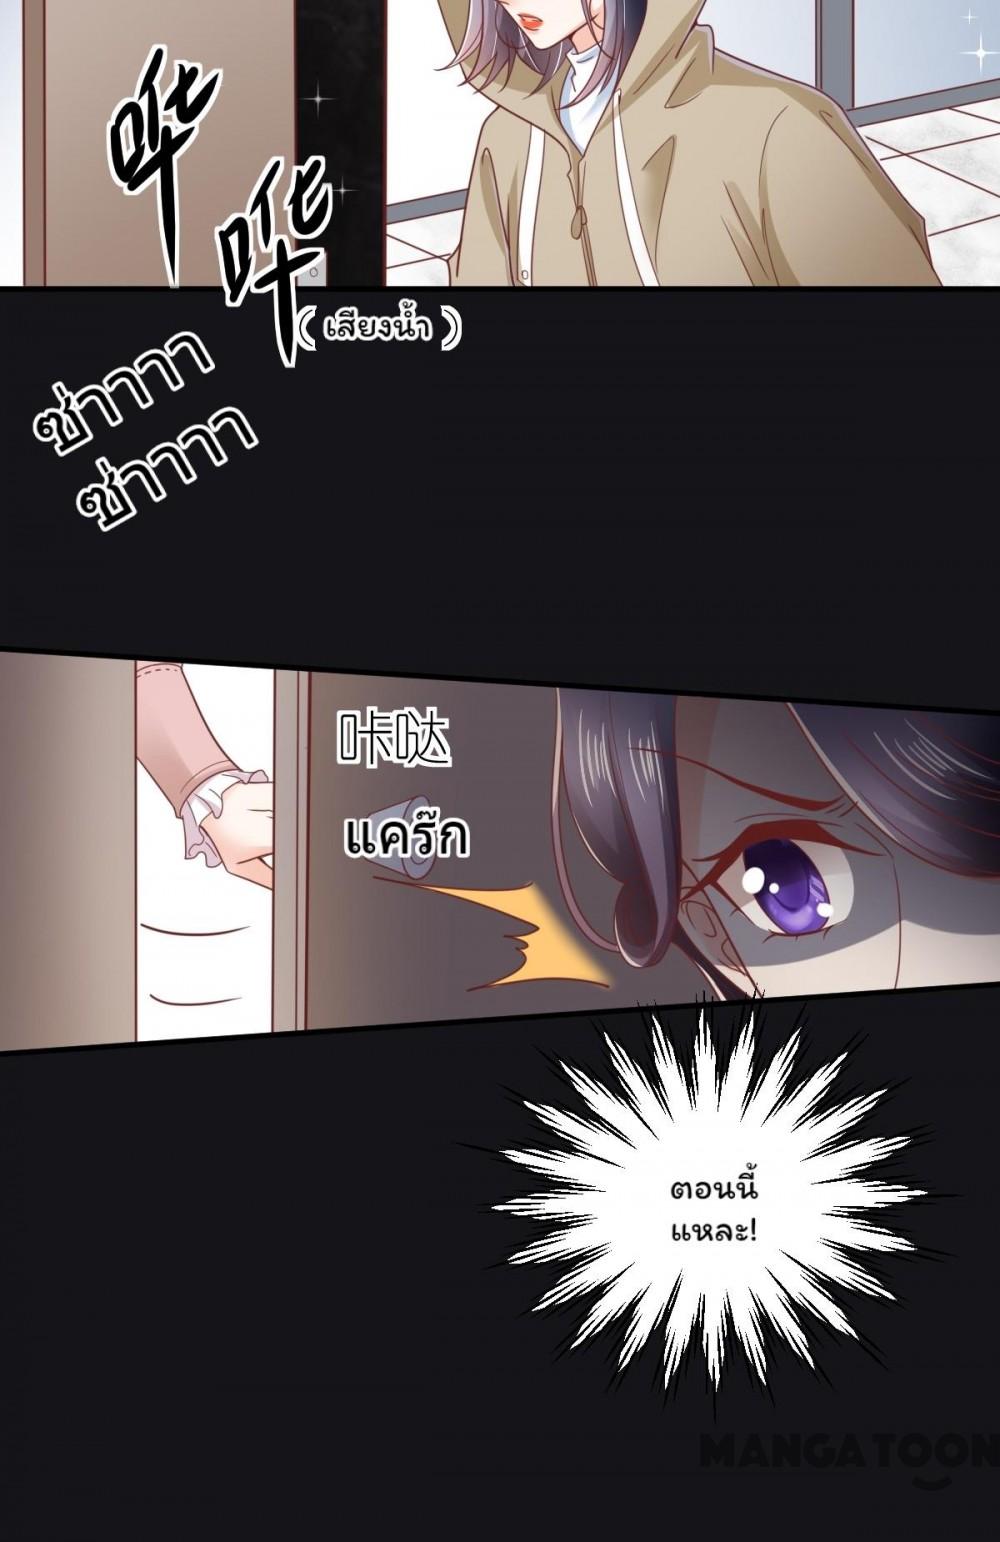 哗
哗
(เสียงน้ำ)
ซ่าาาา
ซ่าาาา
咔哒
แคร๊ก
ตอนนี้
แหละ!
MANGATOON